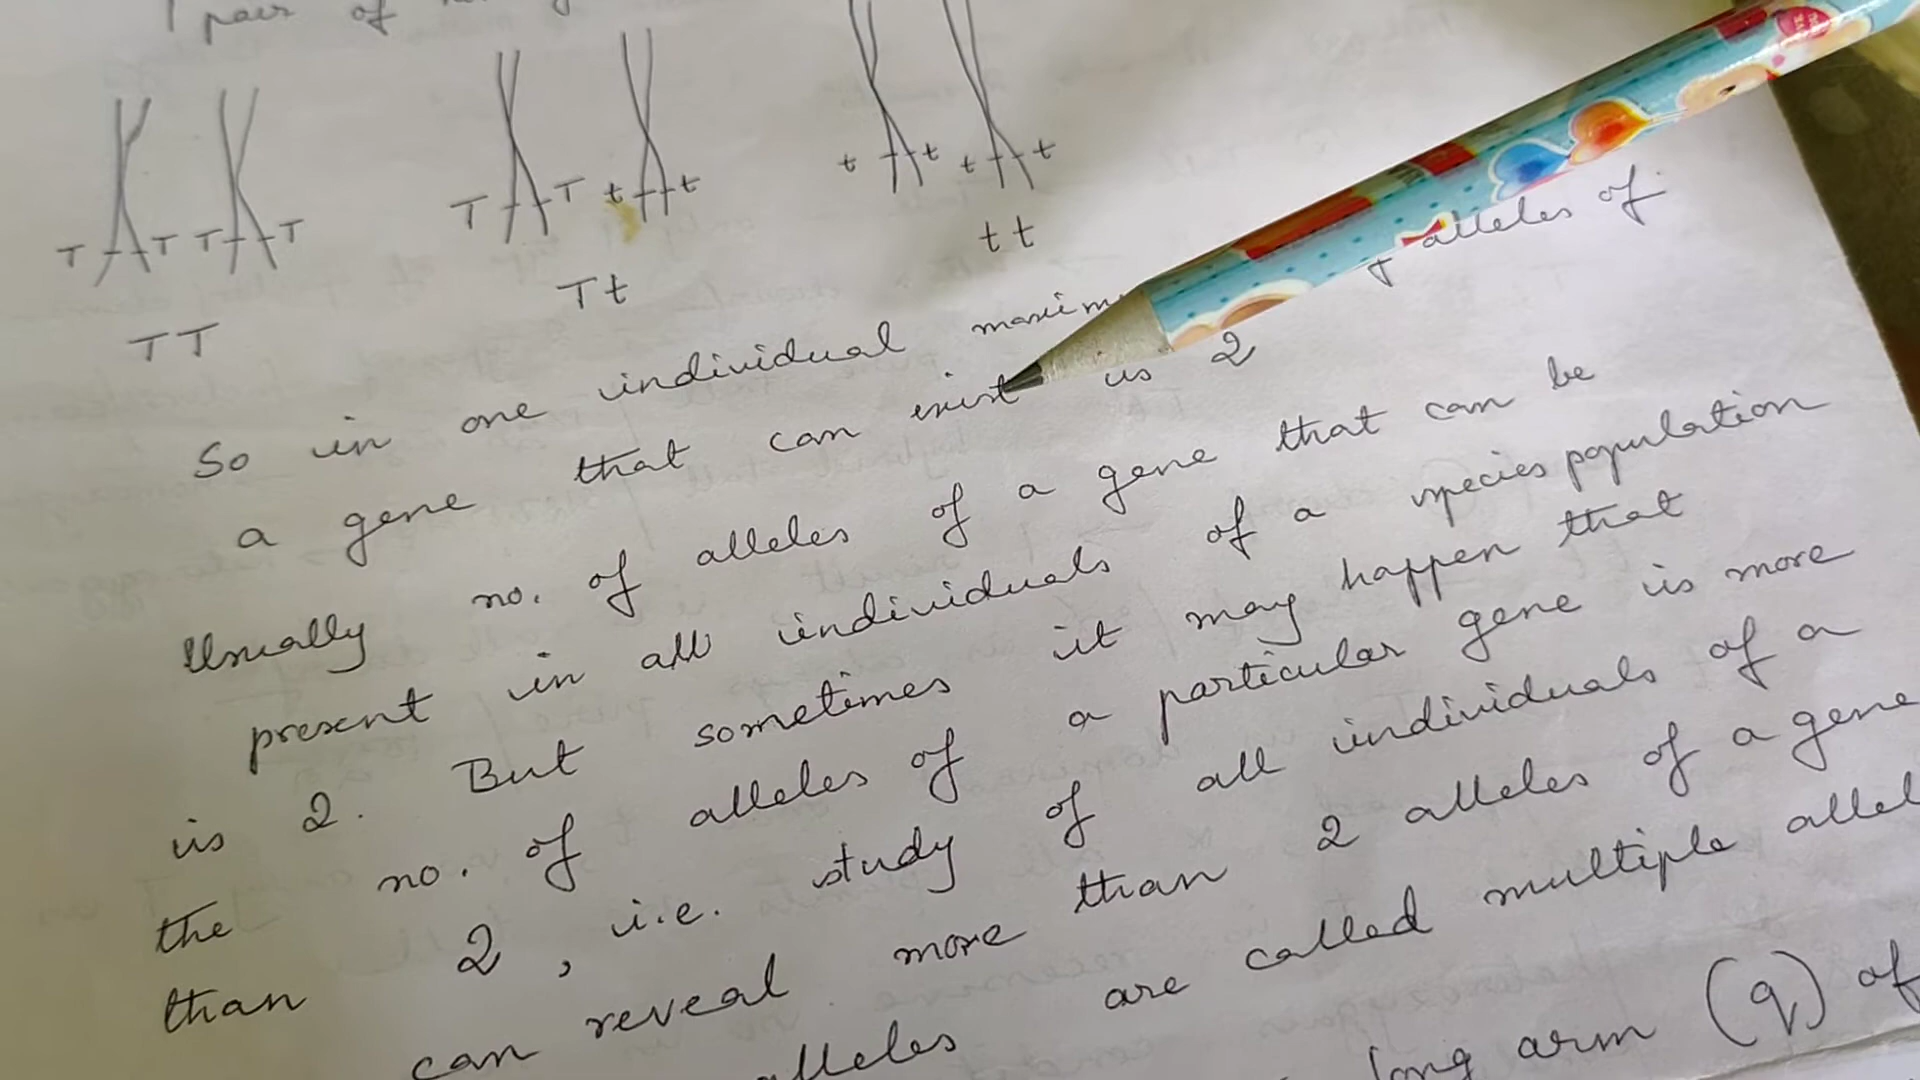 1 pair of
T T T T
TT
T T t t
Tt
t t t t
tt
So in one individual alleles of
a gene that can exist is 2
Usually no. of alleles of a gene that can be
present in all individuals of a species population
is 2. But sometimes it may happen that
the no. of alleles of a particular gene is more
than 2, i.e. study of all individuals of a
can reveal more than 2 alleles of a gene
alleles are called multiple
long arm (q) of